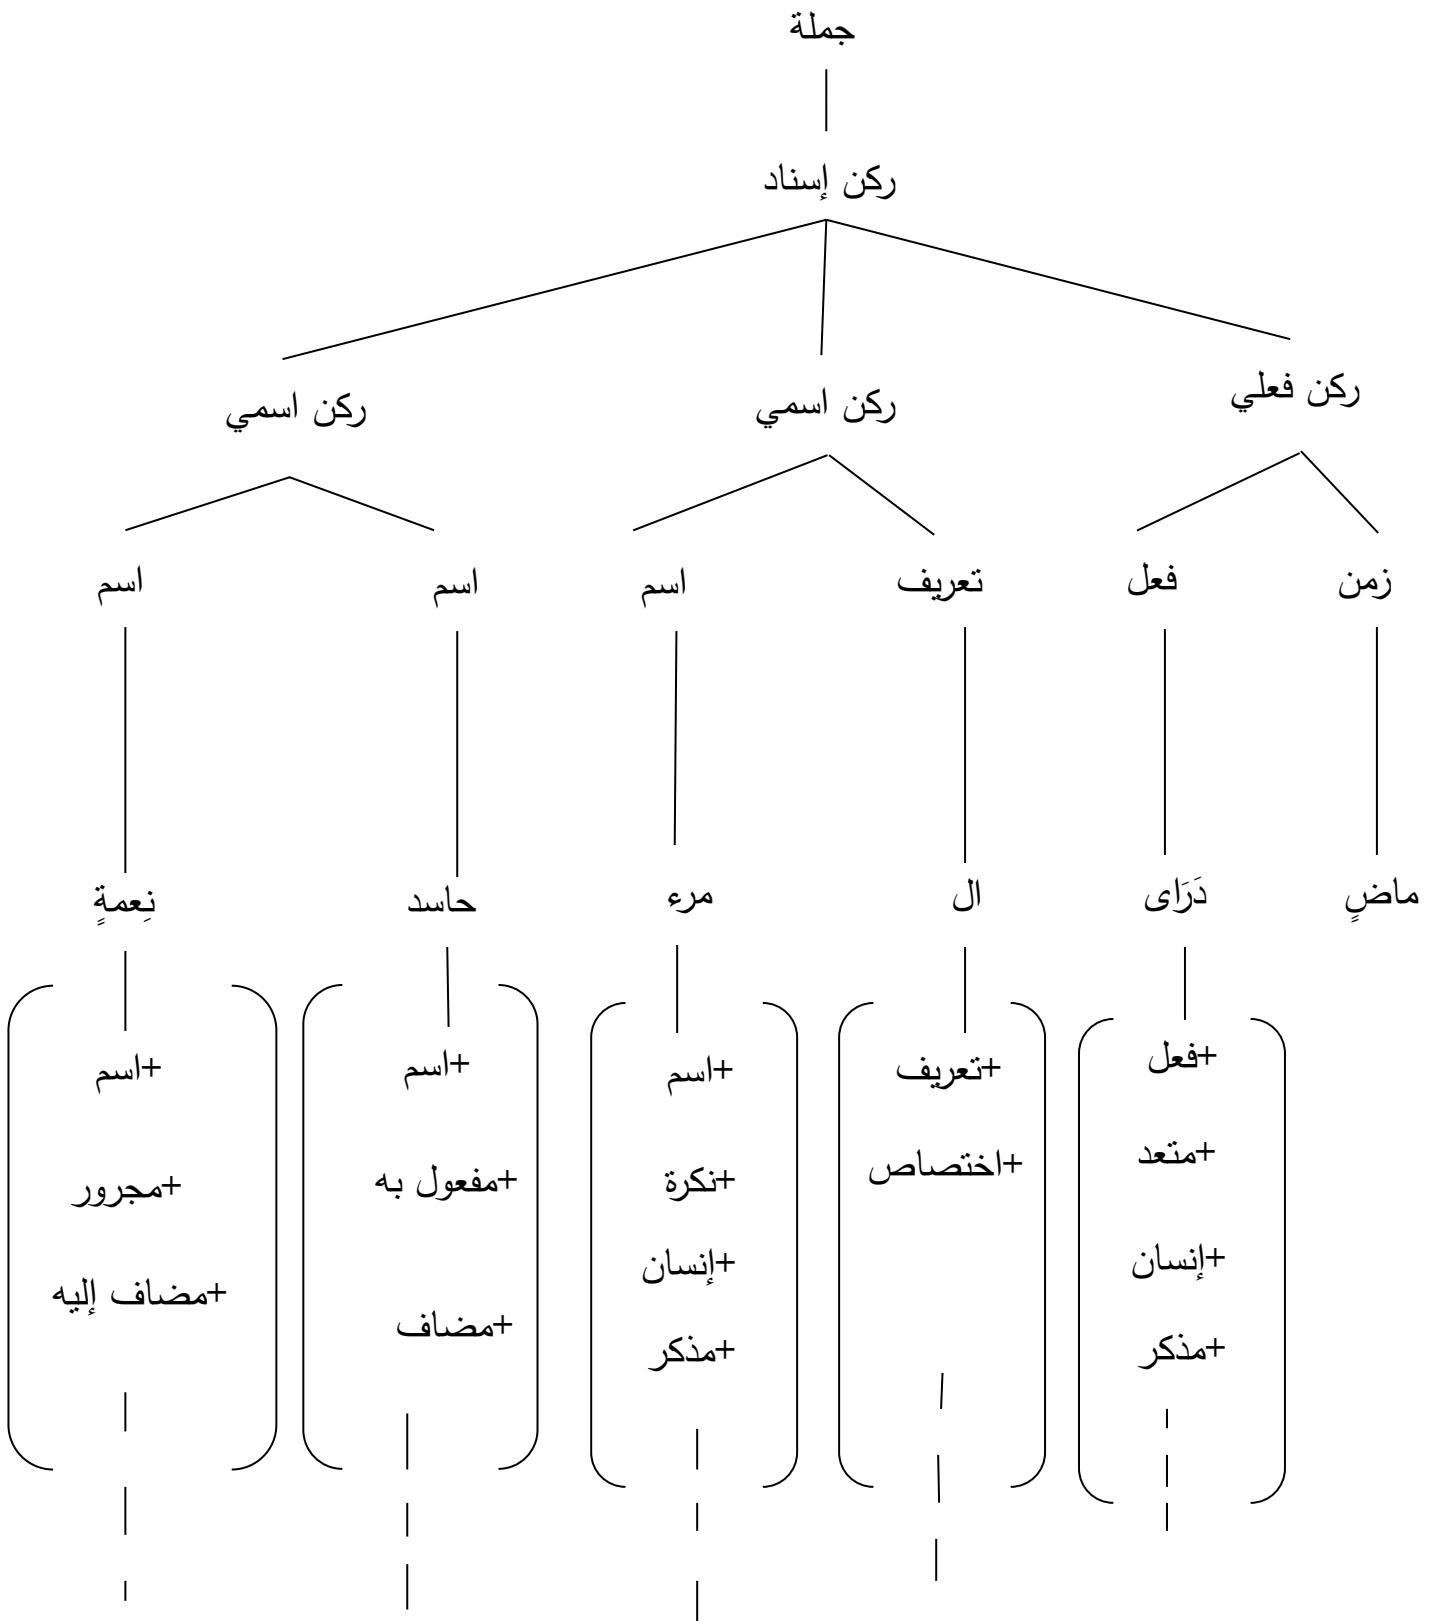 جملة
ركن إسناد
ركن فعلي
ركن اسمي
ركن اسمي
زمن
فعل
تعريف
اسم
اسم
اسم
ماضٍ
دَرَاى
ال
مرء
حاسد
نِعمةٍ
+فعل
+متعد
+إنسان
+مذكر
+تعريف
+اختصاص
+اسم
+نكرة
+إنسان
+مذكر
+اسم
+مفعول به
+مضاف
+اسم
+مجرور
+مضاف إليه